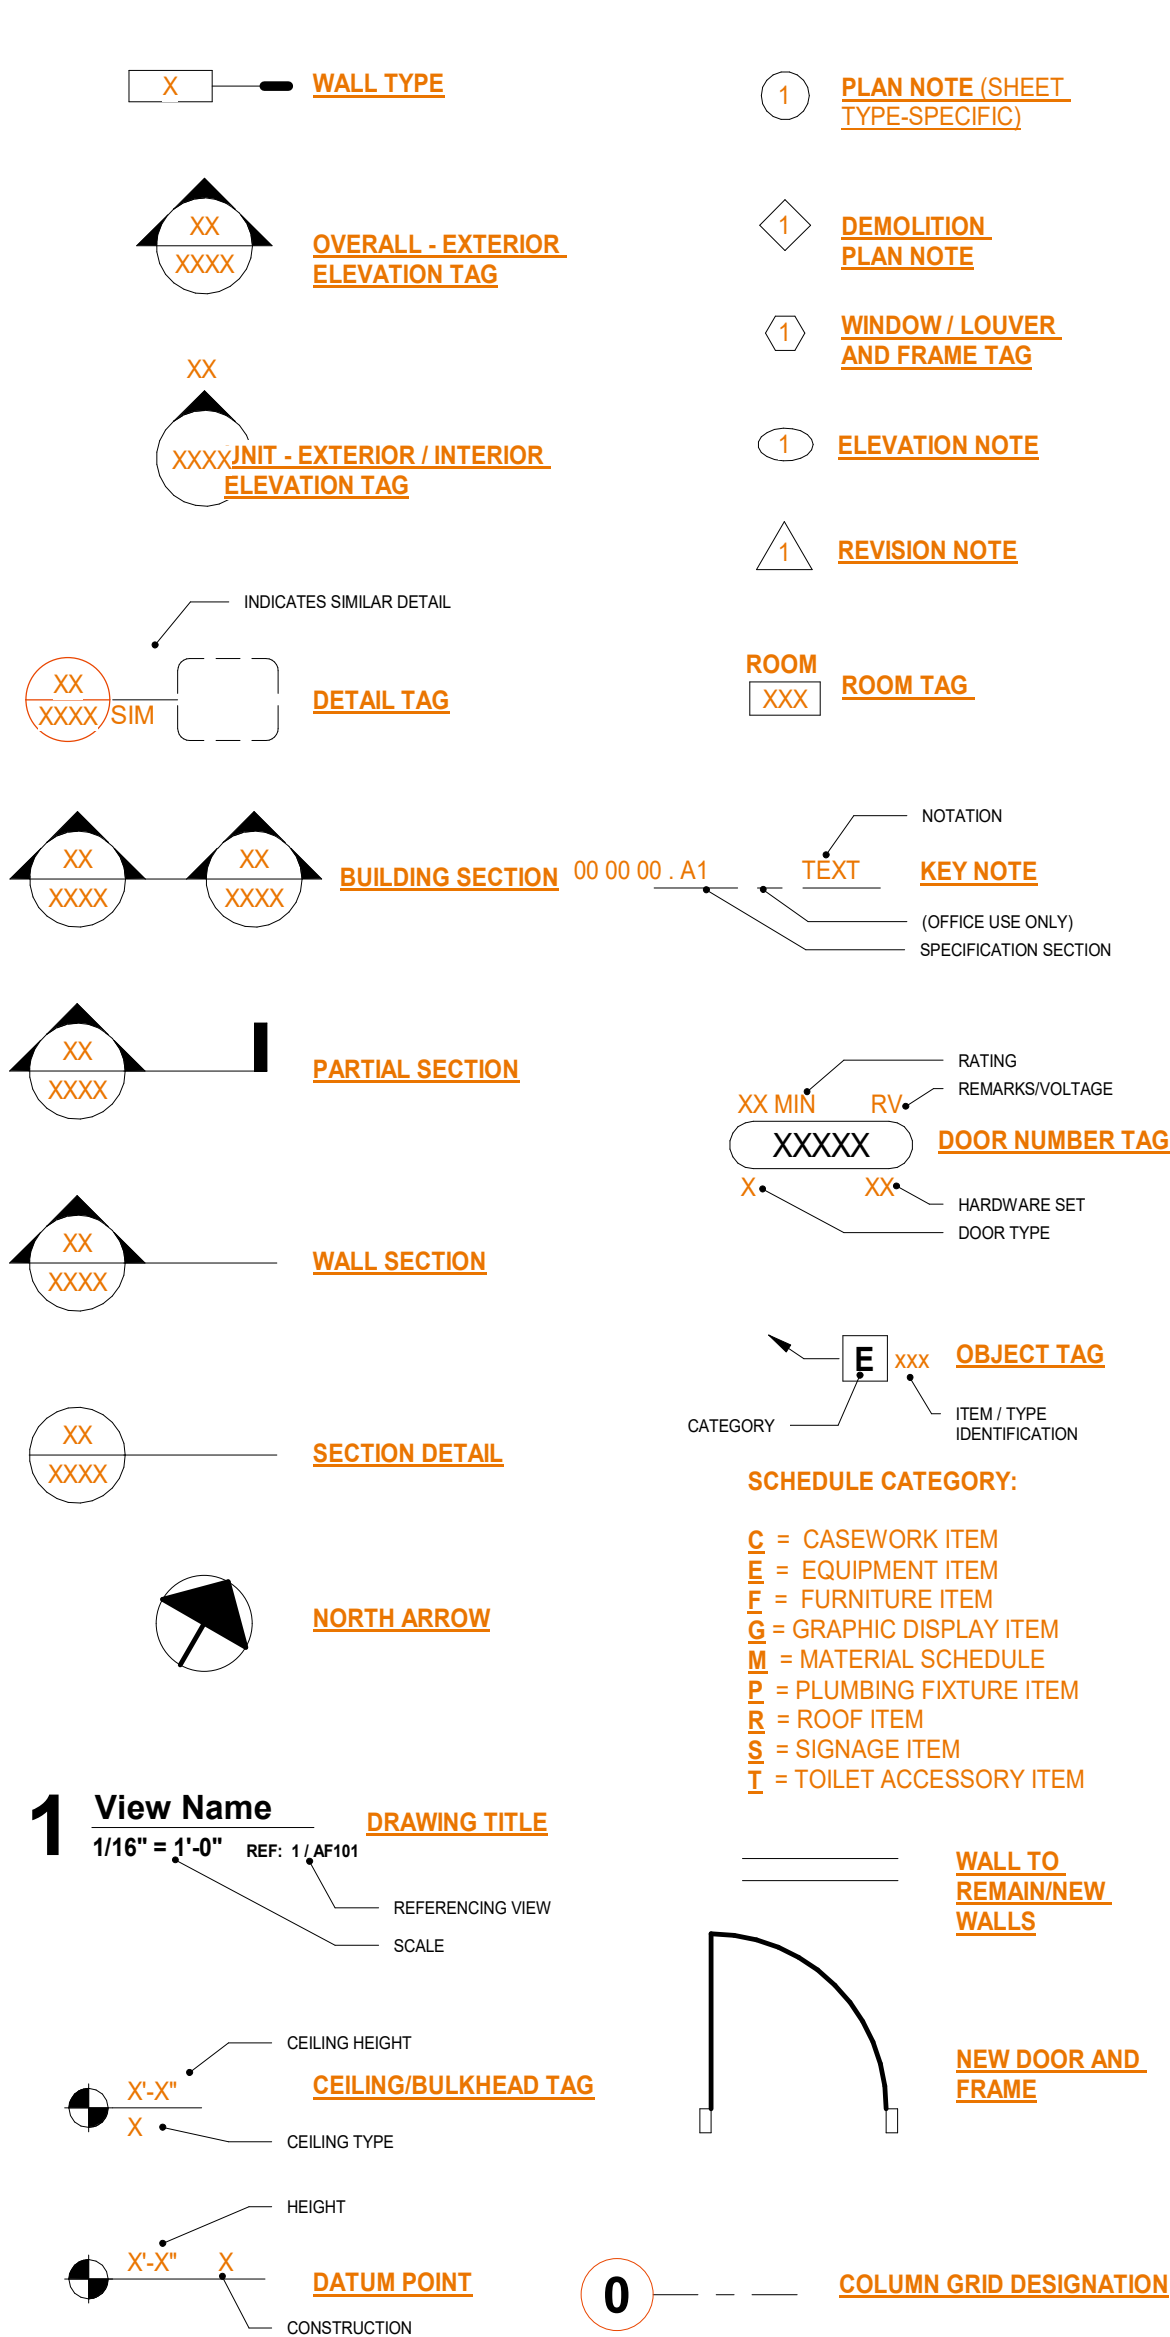 X
WALL TYPE
XX
XXXX
OVERALL - EXTERIOR
ELEVATION TAG
XX
XXXX
UNIT - EXTERIOR / INTERIOR
ELEVATION TAG
INDICATES SIMILAR DETAIL
XX
XXXX
SIM
DETAIL TAG
XX
XXXX
XX
XXXX
BUILDING SECTION
XX
XXXX
PARTIAL SECTION
XX
XXXX
WALL SECTION
XX
XXXX
SECTION DETAIL
NORTH ARROW
1
View Name
1/16" = 1'-0"
REF: 1 / AF101
DRAWING TITLE
REFERENCING VIEW
SCALE
CEILING HEIGHT
X'-X"
X
CEILING/BULKHEAD TAG
CEILING TYPE
HEIGHT
X'-X"
X
DATUM POINT
CONSTRUCTION
1
PLAN NOTE (SHEET
TYPE-SPECIFIC)
1
DEMOLITION
PLAN NOTE
1
WINDOW / LOUVER
AND FRAME TAG
1
ELEVATION NOTE
1
REVISION NOTE
ROOM
XXX
ROOM TAG
NOTATION
00 00 00 . A1
TEXT
KEY NOTE
(OFFICE USE ONLY)
SPECIFICATION SECTION
RATING
REMARKS/VOLTAGE
XX MIN
RV
XXXXX
DOOR NUMBER TAG
X
XX
HARDWARE SET
DOOR TYPE
E
xxx
OBJECT TAG
CATEGORY
ITEM / TYPE
IDENTIFICATION
SCHEDULE CATEGORY:
C = CASEWORK ITEM
E = EQUIPMENT ITEM
F = FURNITURE ITEM
G = GRAPHIC DISPLAY ITEM
M = MATERIAL SCHEDULE
P = PLUMBING FIXTURE ITEM
R = ROOF ITEM
S = SIGNAGE ITEM
T = TOILET ACCESSORY ITEM
WALL TO
REMAIN/NEW
WALLS
NEW DOOR AND
FRAME
0
COLUMN GRID DESIGNATION